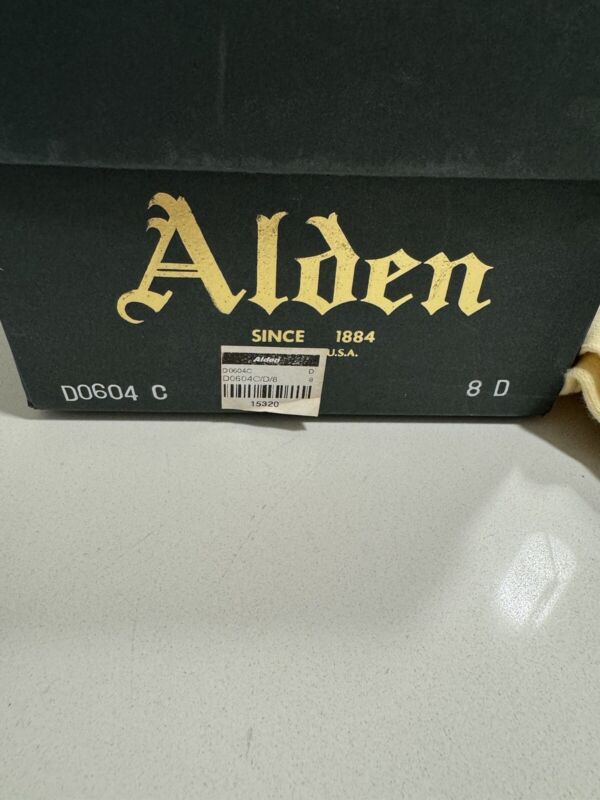 Alden
SINCE 1884
U.S.A.
D0604 C
8 D
Alden
D0604C D
D0604C/D/8 8
15320